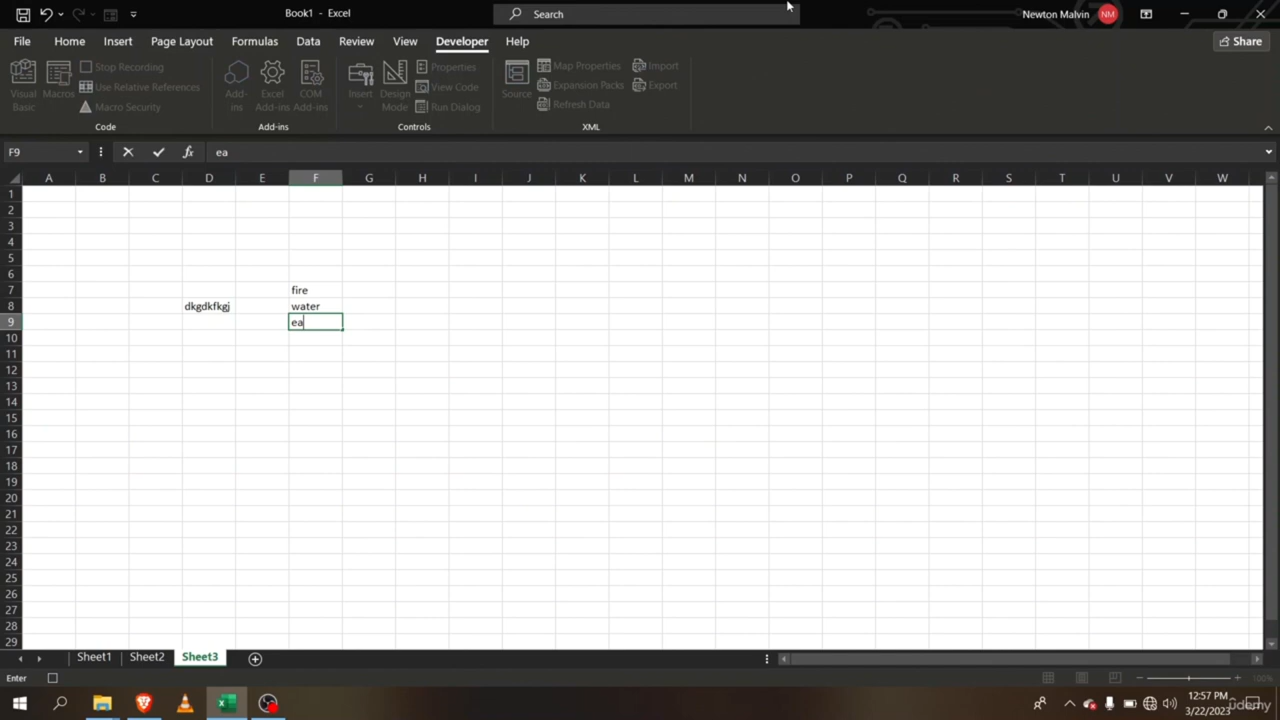 Book1 - Excel
Search
Newton Malvin NM
File Home Insert Page Layout Formulas Data Review View Developer Help Share
Visual Basic
Macros
Stop Recording
Use Relative References
Macro Security
Code
Add-ins
Excel Add-ins
COM Add-ins
Add-ins
Insert
Design Mode
Properties
View Code
Run Dialog
Controls
Source
Map Properties
Expansion Packs
Refresh Data
Import
Export
XML
F9 fx ea
A B C D E F G H I J K L M N O P Q R S T U V W
1
2
3
4
5
6
7 fire
8 dkgdkfkgj water
9 ea
10
11
12
13
14
15
16
17
18
19
20
21
22
23
24
25
26
27
28
29
Sheet1 Sheet2 Sheet3
Enter 100%
12:57 PM
3/22/2023
udemy